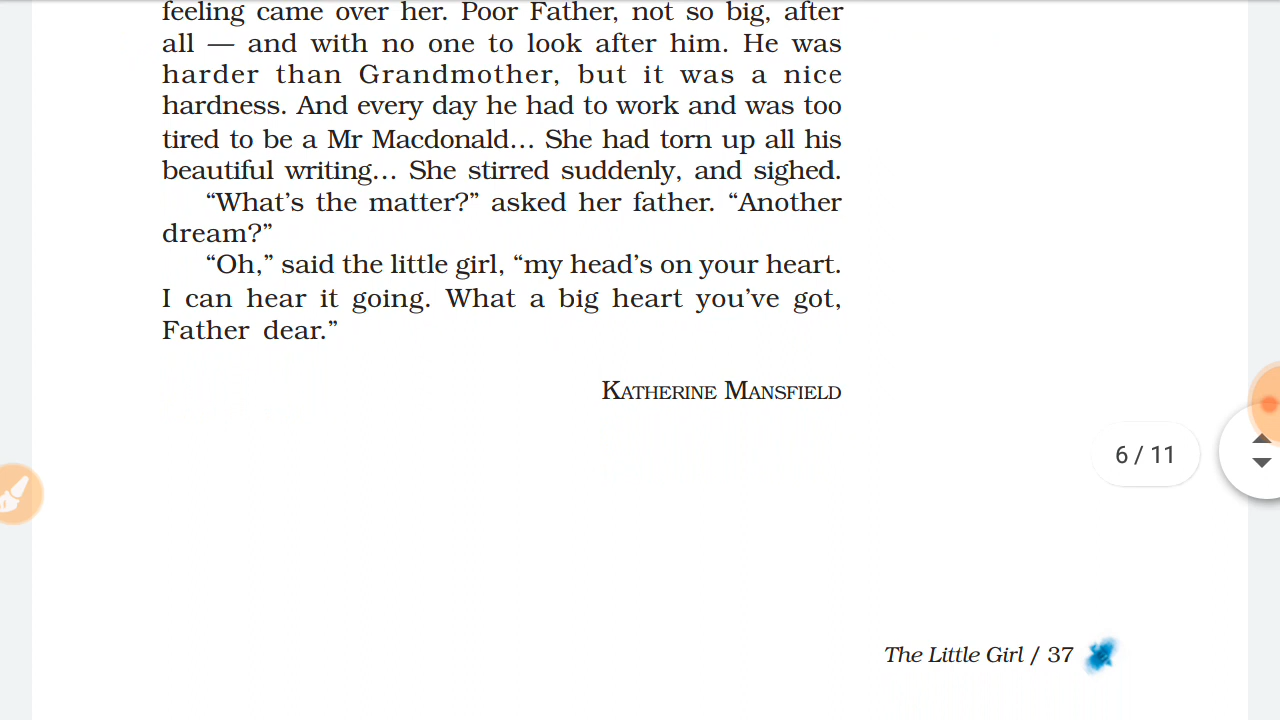 feeling came over her. Poor Father, not so big, after
all — and with no one to look after him. He was
harder than Grandmother, but it was a nice
hardness. And every day he had to work and was too
tired to be a Mr Macdonald... She had torn up all his
beautiful writing... She stirred suddenly, and sighed.
“What’s the matter?” asked her father. “Another
dream?”
“Oh,” said the little girl, “my head’s on your heart.
I can hear it going. What a big heart you’ve got,
Father dear.”
KATHERINE MANSFIELD
6 / 11
The Little Girl / 37